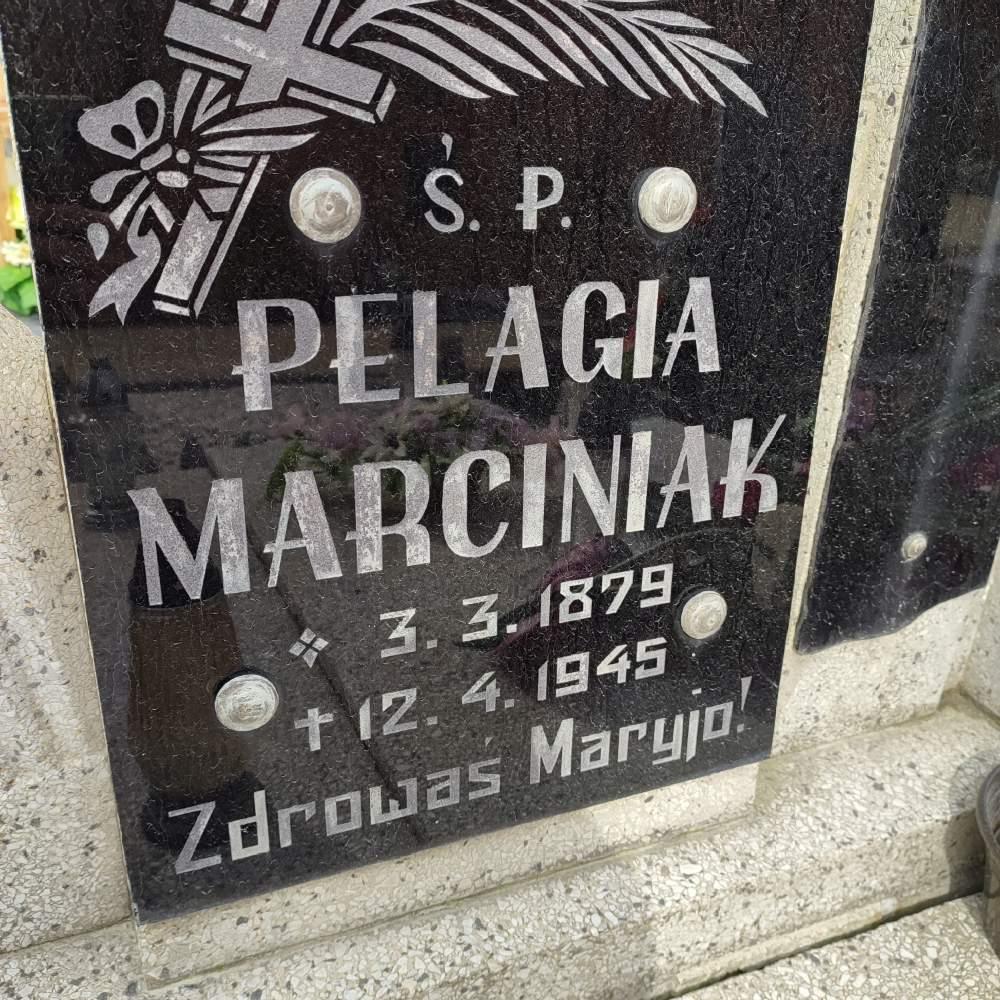 Ś. P.
PELAGIA
MARCINIAK
3. 3. 1879
✝ 12. 4. 1945
Zdrowaś Maryjo!